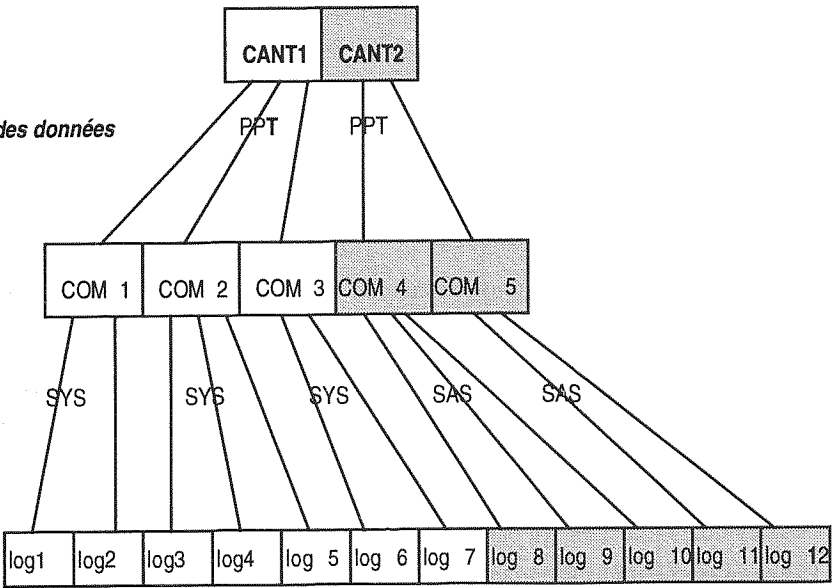 CANT1 CANT2
des données
PPT PPT
COM 1 COM 2 COM 3 COM 4 COM 5
SYS SYS SYS SAS SAS
log1 log2 log3 log4 log 5 log 6 log 7 log 8 log 9 log 10 log 11 log 12